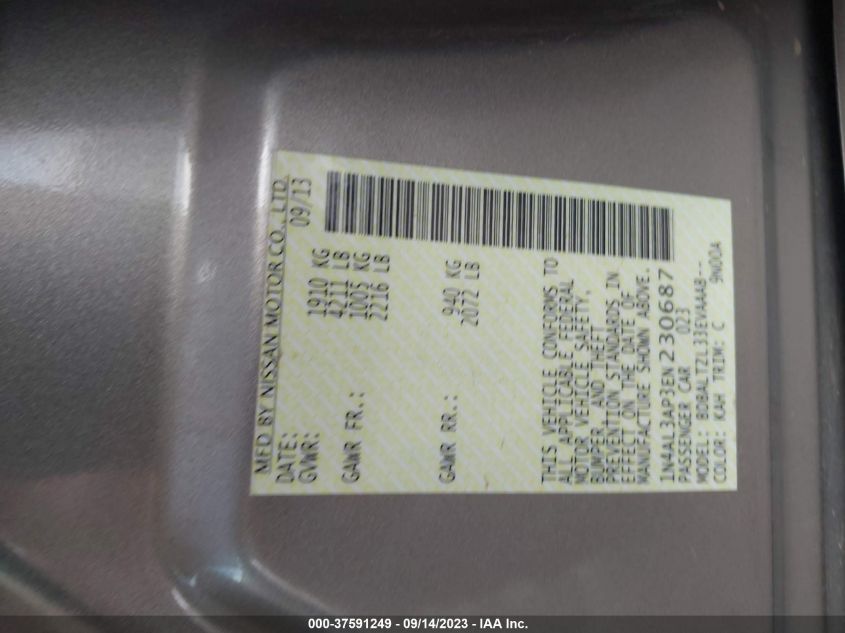 MFD BY NISSAN MOTOR CO., LTD.
DATE: 09/13
GVWR: 1910 KG
4211 LB
GAWR FR.: 1005 KG
2216 LB
GAWR RR.: 940 KG
2072 LB
THIS VEHICLE CONFORMS TO
ALL APPLICABLE FEDERAL
MOTOR VEHICLE SAFETY,
BUMPER, AND THEFT
PREVENTION STANDARDS IN
EFFECT ON THE DATE OF
MANUFACTURE SHOWN ABOVE.
1N4AL3AP3EN230687
PASSENGER CAR 023
MODEL: BDBALTZL33EVAAAB--
COLOR: KAH TRIM: C 9N00A
000-37591249 - 09/14/2023 - IAA Inc.